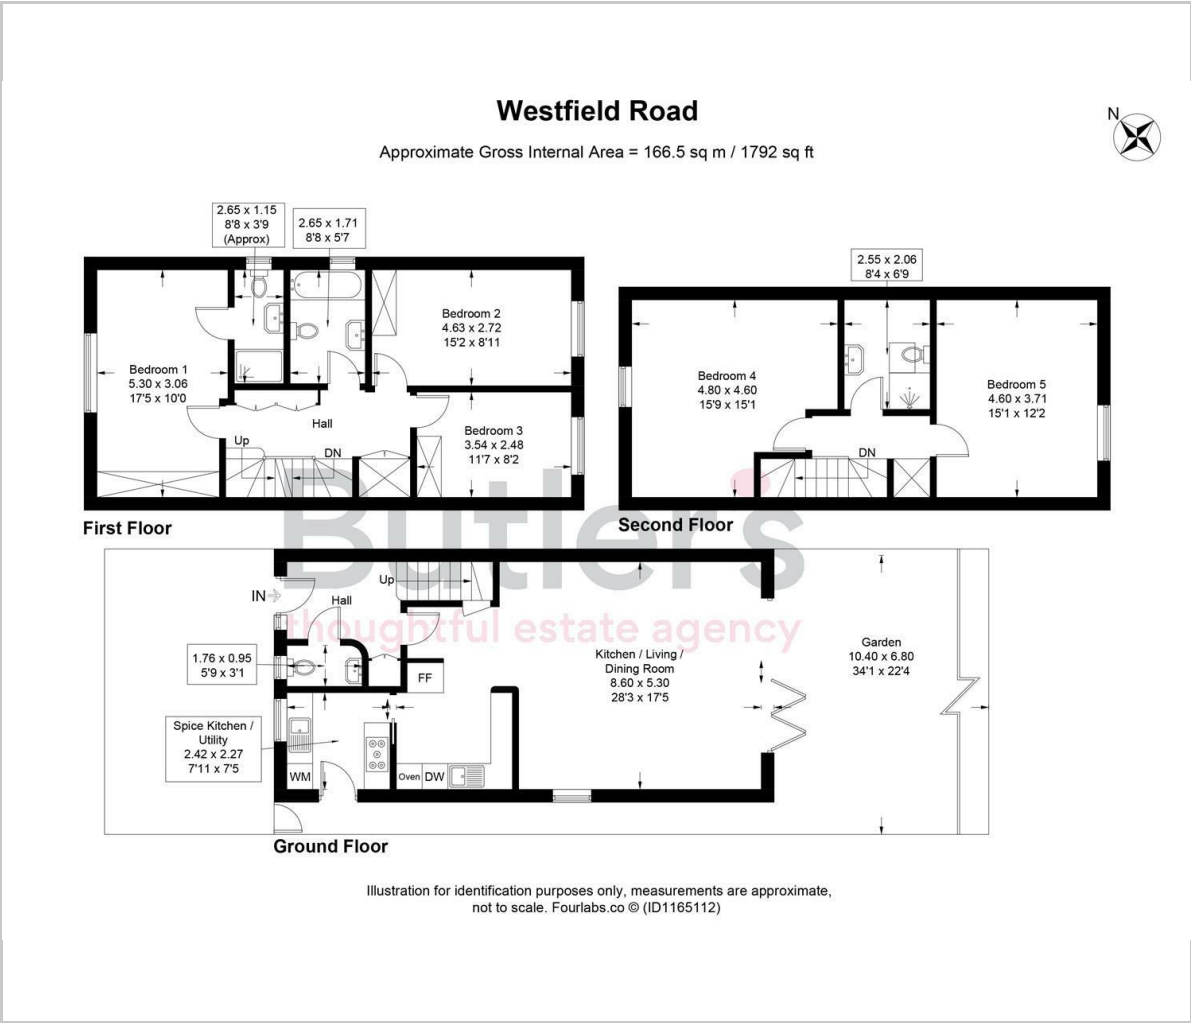 Westfield Road
N
Approximate Gross Internal Area = 166.5 sq m / 1792 sq ft
2.65 x 1.15
8'8 x 3'9
(Approx)
2.65 x 1.71
8'8 x 5'7
Bedroom 1
5.30 x 3.06
17'5 x 10'0
Bedroom 2
4.63 x 2.72
15'2 x 8'11
Hall
Up
DN
Bedroom 3
3.54 x 2.48
11'7 x 8'2
First Floor
2.55 x 2.06
8'4 x 6'9
Bedroom 4
4.80 x 4.60
15'9 x 15'1
Bedroom 5
4.60 x 3.71
15'1 x 12'2
DN
Second Floor
Butler's
thoughtful estate agency
IN
Hall
Up
1.76 x 0.95
5'9 x 3'1
FF
Kitchen / Living /
Dining Room
8.60 x 5.30
28'3 x 17'5
Garden
10.40 x 6.80
34'1 x 22'4
Spice Kitchen /
Utility
2.42 x 2.27
7'11 x 7'5
WM
Oven
DW
Ground Floor
Illustration for identification purposes only, measurements are approximate,
not to scale. Fourlabs.co © (ID1165112)